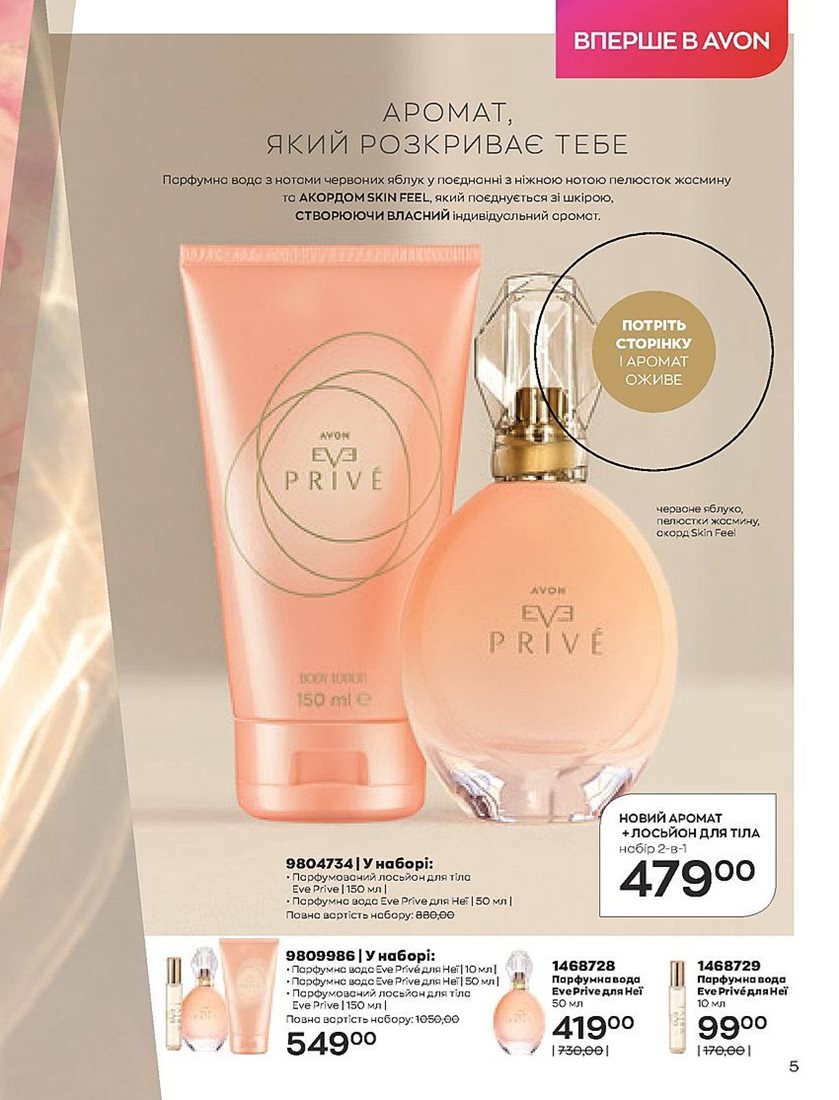 ВПЕРШЕ В AVON
АРОМАТ,
ЯКИЙ РОЗКРИВАЄ ТЕБЕ
Парфумна вода з нотами червоних яблук у поєднанні з ніжною нотою пелюсток жасмину
та АКОРДОМ SKIN FEEL, який поєднується зі шкірою,
СТВОРЮЮЧИ ВЛАСНИЙ індивідуальний аромат.
ПОТРІТЬ
СТОРІНКУ
І АРОМАТ
ОЖИВЕ
AVON
EVE
PRIVÉ
BODY LOTION
150 ml e
червоне яблуко,
пелюстки жасмину,
акорд Skin Feel
AVON
EVE
PRIVÉ
НОВИЙ АРОМАТ
+ЛОСЬЙОН ДЛЯ ТІЛА
набір 2-в-1
479⁰⁰
9804734 | У наборі:
• Парфумований лосьйон для тіла
Eve Prive | 150 мл |
• Парфумна вода Eve Prive для Неї | 50 мл |
Повна вартість набору: 880,00
9809986 | У наборі:
• Парфумна вода Eve Privé для Неї | 10 мл |
• Парфумна вода Eve Privé для Неї | 50 мл |
• Парфумований лосьйон для тіла
Eve Prive | 150 мл |
Повна вартість набору: 1050,00
549⁰⁰
1468728
Парфумна вода
Eve Prive для Неї
50 мл
419⁰⁰
| 730,00 |
1468729
Парфумна вода
Eve Privé для Неї
10 мл
99⁰⁰
| 170,00 |
5